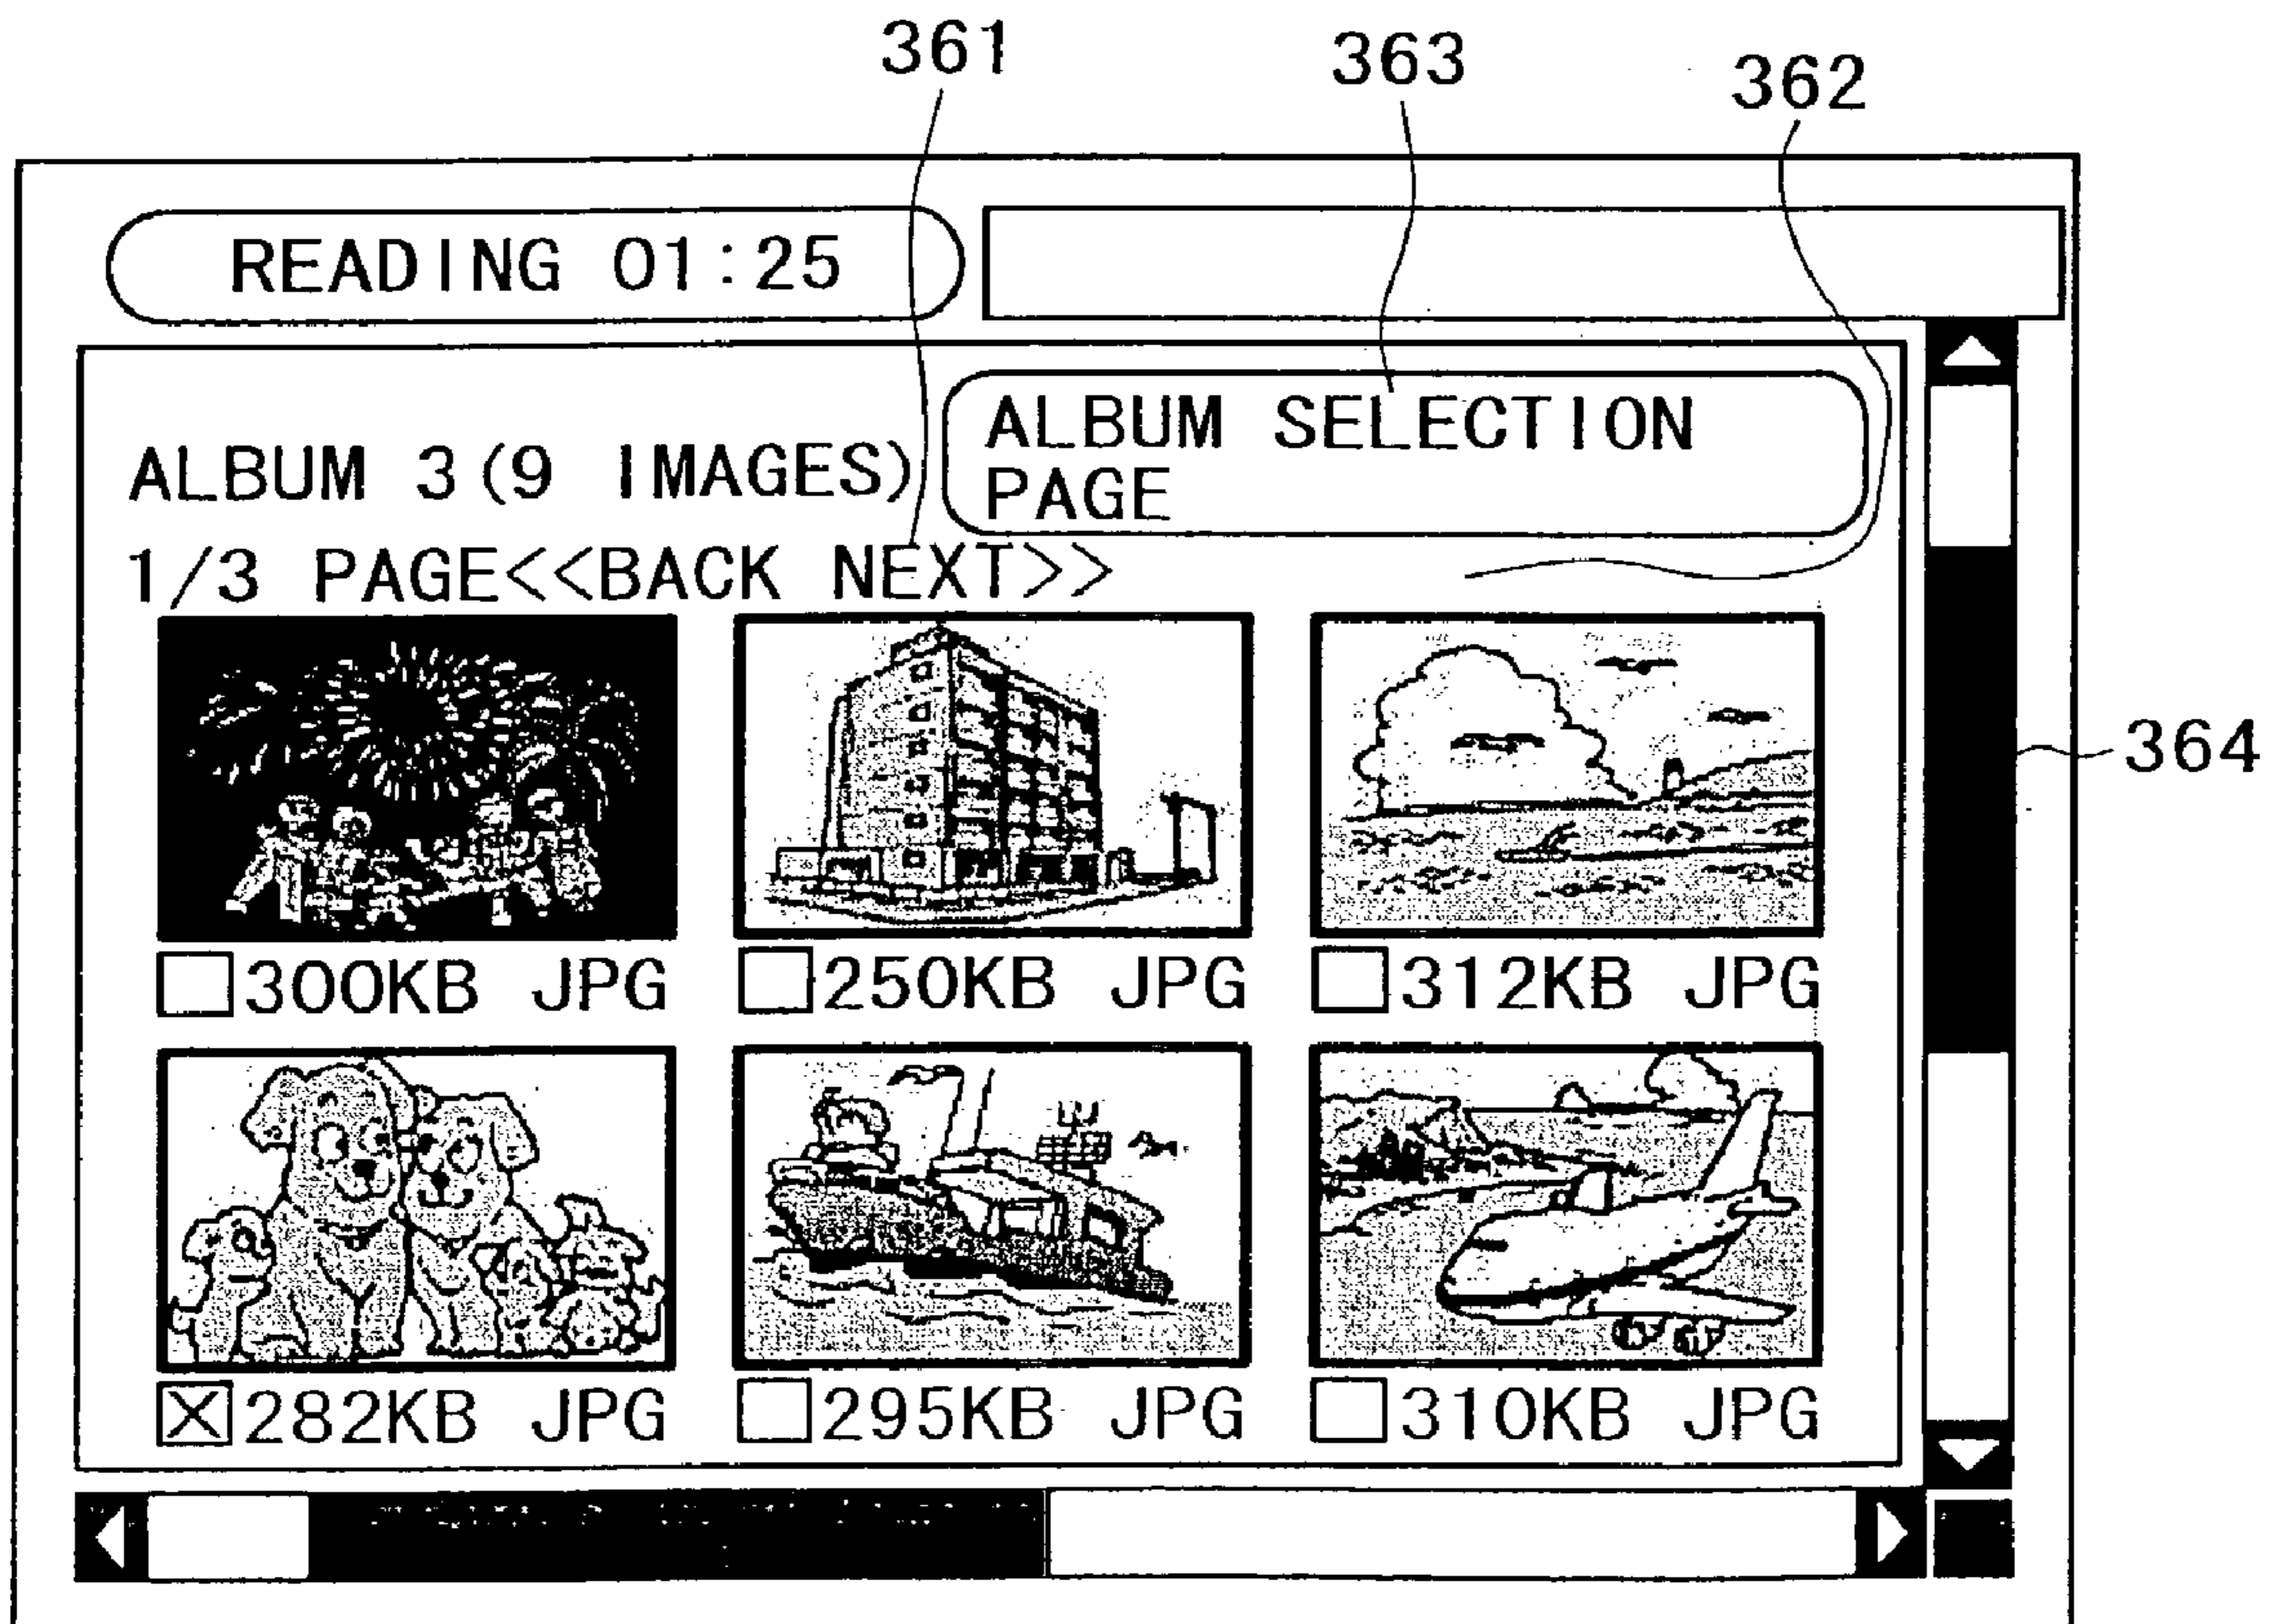 361
363
362
READING 01:25
ALBUM SELECTION
PAGE
ALBUM 3(9 IMAGES)
1/3 PAGE<<BACK NEXT>>
364
300KB JPG
250KB JPG
312KB JPG
282KB JPG
295KB JPG
310KB JPG